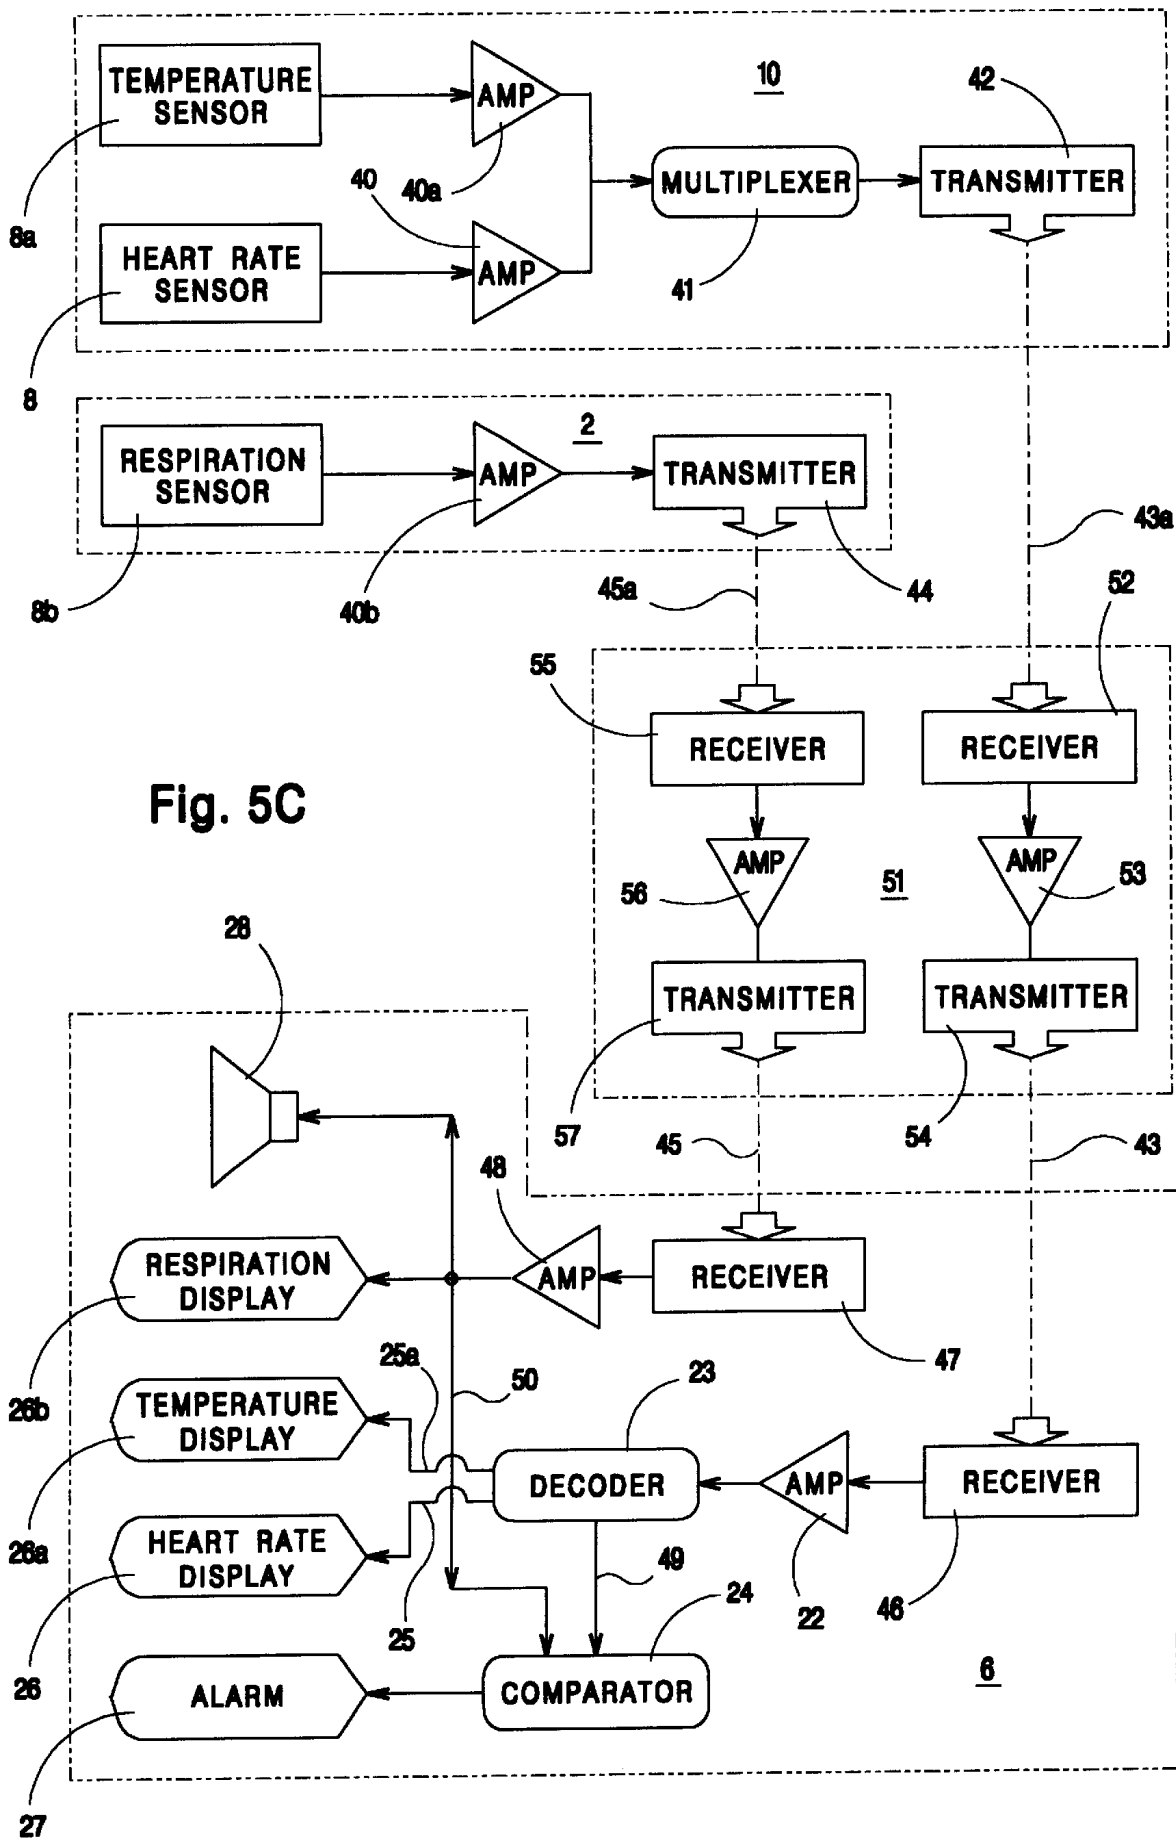 TEMPERATURE
SENSOR
AMP
10
42
40
40a
MULTIPLEXER
TRANSMITTER
8a
HEART RATE
SENSOR
AMP
41
8
2
RESPIRATION
SENSOR
AMP
TRANSMITTER
43a
8b
40b
45a
44
52
55
RECEIVER
RECEIVER
Fig. 5C
AMP
AMP
56
51
53
28
TRANSMITTER
TRANSMITTER
57
45
54
43
48
RESPIRATION
DISPLAY
AMP
RECEIVER
47
26b
25a
50
23
TEMPERATURE
DISPLAY
DECODER
AMP
RECEIVER
26a
HEART RATE
DISPLAY
49
25
24
22
46
26
ALARM
COMPARATOR
6
27